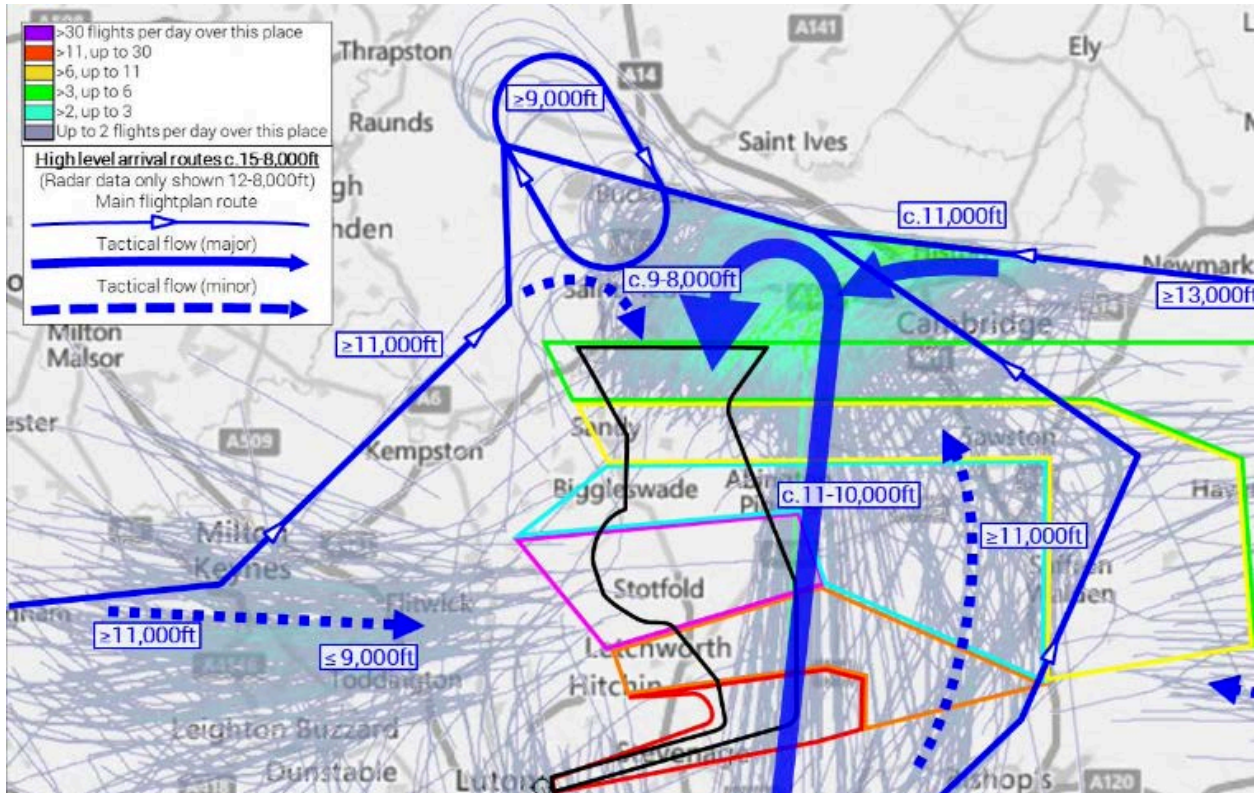 >30 flights per day over this place
>11, up to 30
>6, up to 11
>3, up to 6
>2, up to 3
Up to 2 flights per day over this place
High level arrival routes c.15-8,000ft
(Radar data only shown 12-8,000ft)
Main flightplan route
Tactical flow (major)
Tactical flow (minor)
Thrapston
A141
Ely
A14
≥9,000ft
Raunds
Saint Ives
c.11,000ft
Newmark
c.9-8,000ft
≥13,000ft
Cambridge
Milton
Malsor
≥11,000ft
A6
ester
A509
Sandy
Sawston
Kempston
Biggleswade
c.11-10,000ft
≥11,000ft
Milton
Keynes
Stotfold
Flitwick
≥11,000ft
≤ 9,000ft
Letchworth
Toddington
Hitchin
Leighton Buzzard
Stevenage
Dunstable
Luton
Bishop's
A120